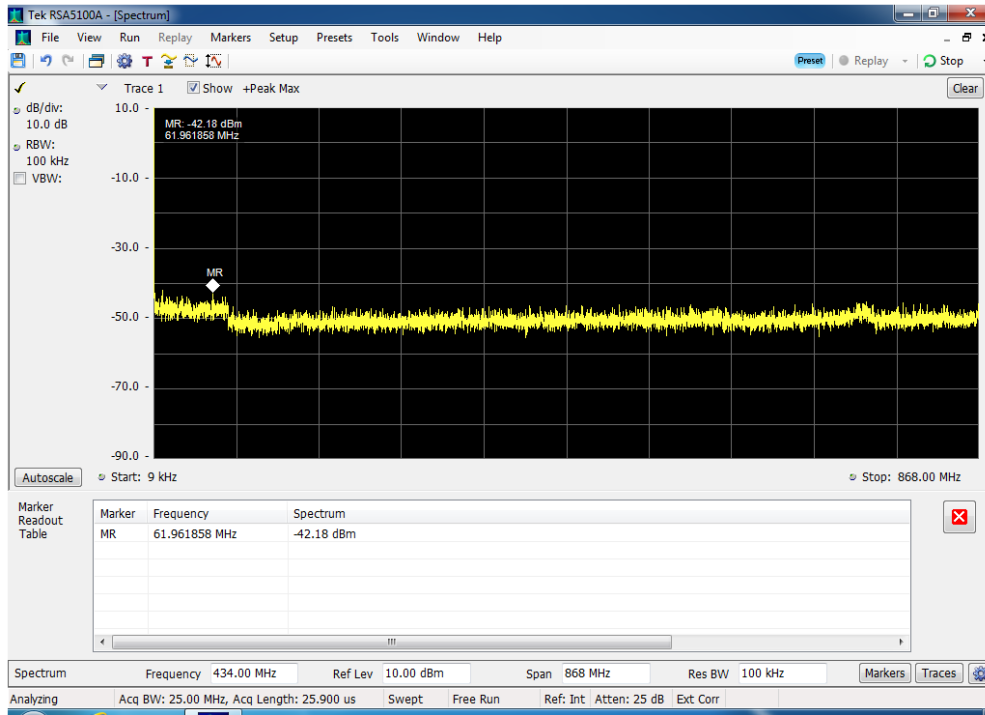 Tek RSA5100A - [Spectrum]
File View Run Replay Markers Setup Presets Tools Window Help
T Preset Replay Stop
Trace 1 Show +Peak Max Clear
dB/div:
10.0 dB
RBW:
100 kHz
VBW:
10.0
-10.0
-30.0
-50.0
-70.0
-90.0
MR: -42.18 dBm
61.961858 MHz
MR
Autoscale Start: 9 kHz Stop: 868.00 MHz
Marker
Readout
Table
Marker Frequency Spectrum
MR 61.961858 MHz -42.18 dBm
Spectrum Frequency 434.00 MHz Ref Lev 10.00 dBm Span 868 MHz Res BW 100 kHz Markers Traces
Analyzing Acq BW: 25.00 MHz, Acq Length: 25.900 us Swept Free Run Ref: Int Atten: 25 dB Ext Corr